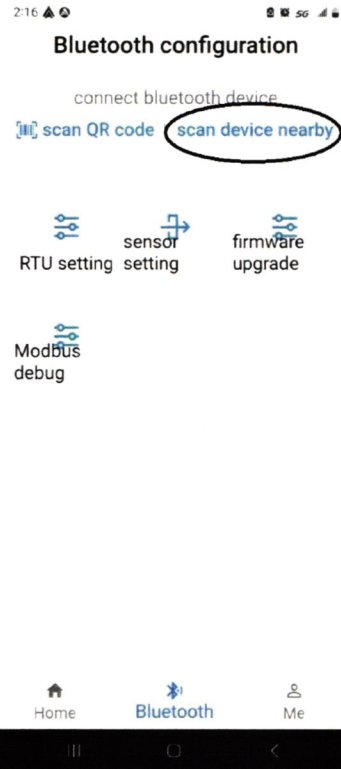 2:16 5G
Bluetooth configuration
connect bluetooth device
scan QR code scan device nearby
RTU setting sensor setting firmware upgrade
Modbus
debug
Home Bluetooth Me